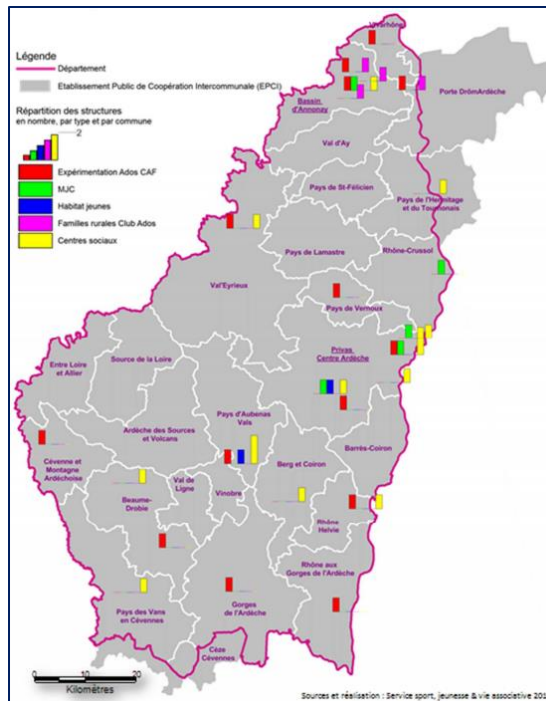 Légende
Département
Etablissement Public de Coopération Intercommunale (EPCI)
Répartition des structures
en nombre, par type et par commune
2
Expérimentation Ados CAF
MJC
Habitat jeunes
Familles rurales Club Ados
Centres sociaux
Vivarhône
Porte DrômArdèche
Bassin
d'Annonay
Val d'Ay
Pays de St-Félicien
Pays de l'Hermitage
et du Tournonais
Rhône-Crussol
Pays de Lamastre
Val'Eyrieux
Pays de Vernoux
Privas
Centre Ardèche
Entre Loire
et Allier
Source de la Loire
Pays d'Aubenas
Vals
Ardèche des Sources
et Volcans
Barrès-Coiron
Cévenne et
Montagne
Ardéchoise
Val de
Ligne
Berg et Coiron
Vinobre
Beaume-
Drobie
Rhône
Helvie
Rhône aux
Gorges de l'Ardèche
Pays des Vans
en Cévennes
Gorges
de l'Ardèche
Cèze
Cévennes
0 10 20
Kilomètres
Sources et réalisation : Service sport, jeunesse & vie associative 201